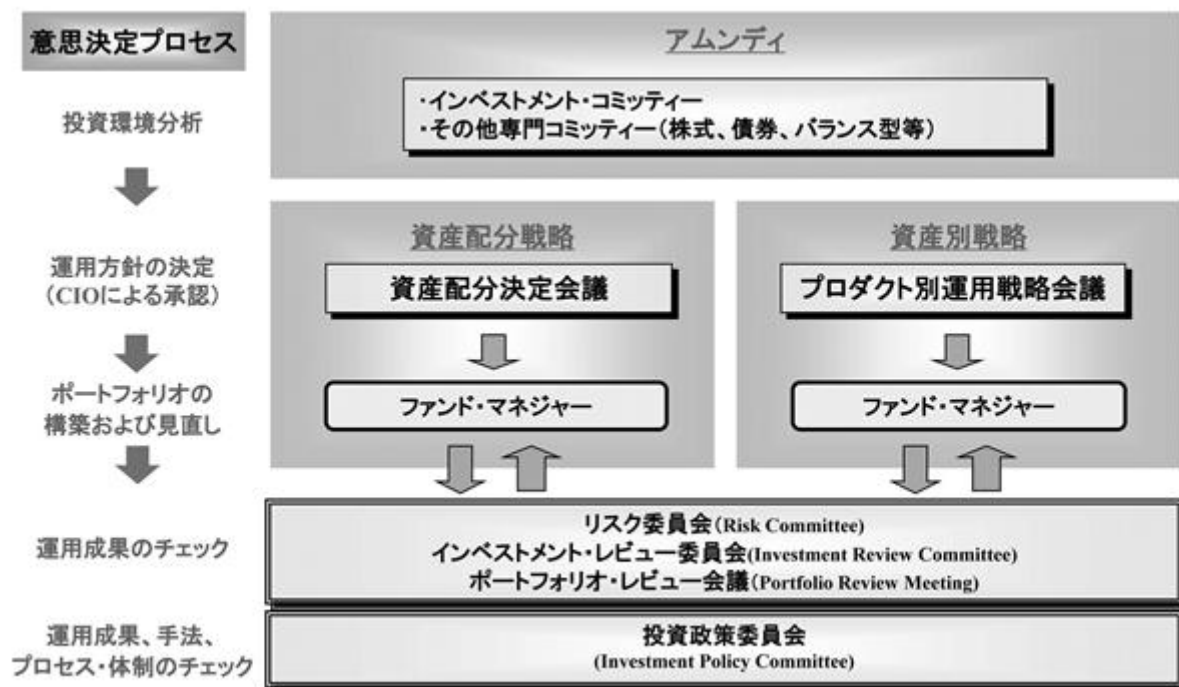 意思決定プロセス
アムンディ
投資環境分析
・インベストメント・コミッティー
・その他専門コミッティー（株式、債券、バランス型等）
資産配分戦略
資産別戦略
運用方針の決定
（CIOによる承認）
資産配分決定会議
プロダクト別運用戦略会議
ポートフォリオの
構築および見直し
ファンド・マネジャー
ファンド・マネジャー
運用成果のチェック
リスク委員会(Risk Committee)
インベストメント・レビュー委員会(Investment Review Committee)
ポートフォリオ・レビュー会議(Portfolio Review Meeting)
運用成果、手法、
プロセス・体制のチェック
投資政策委員会
(Investment Policy Committee)